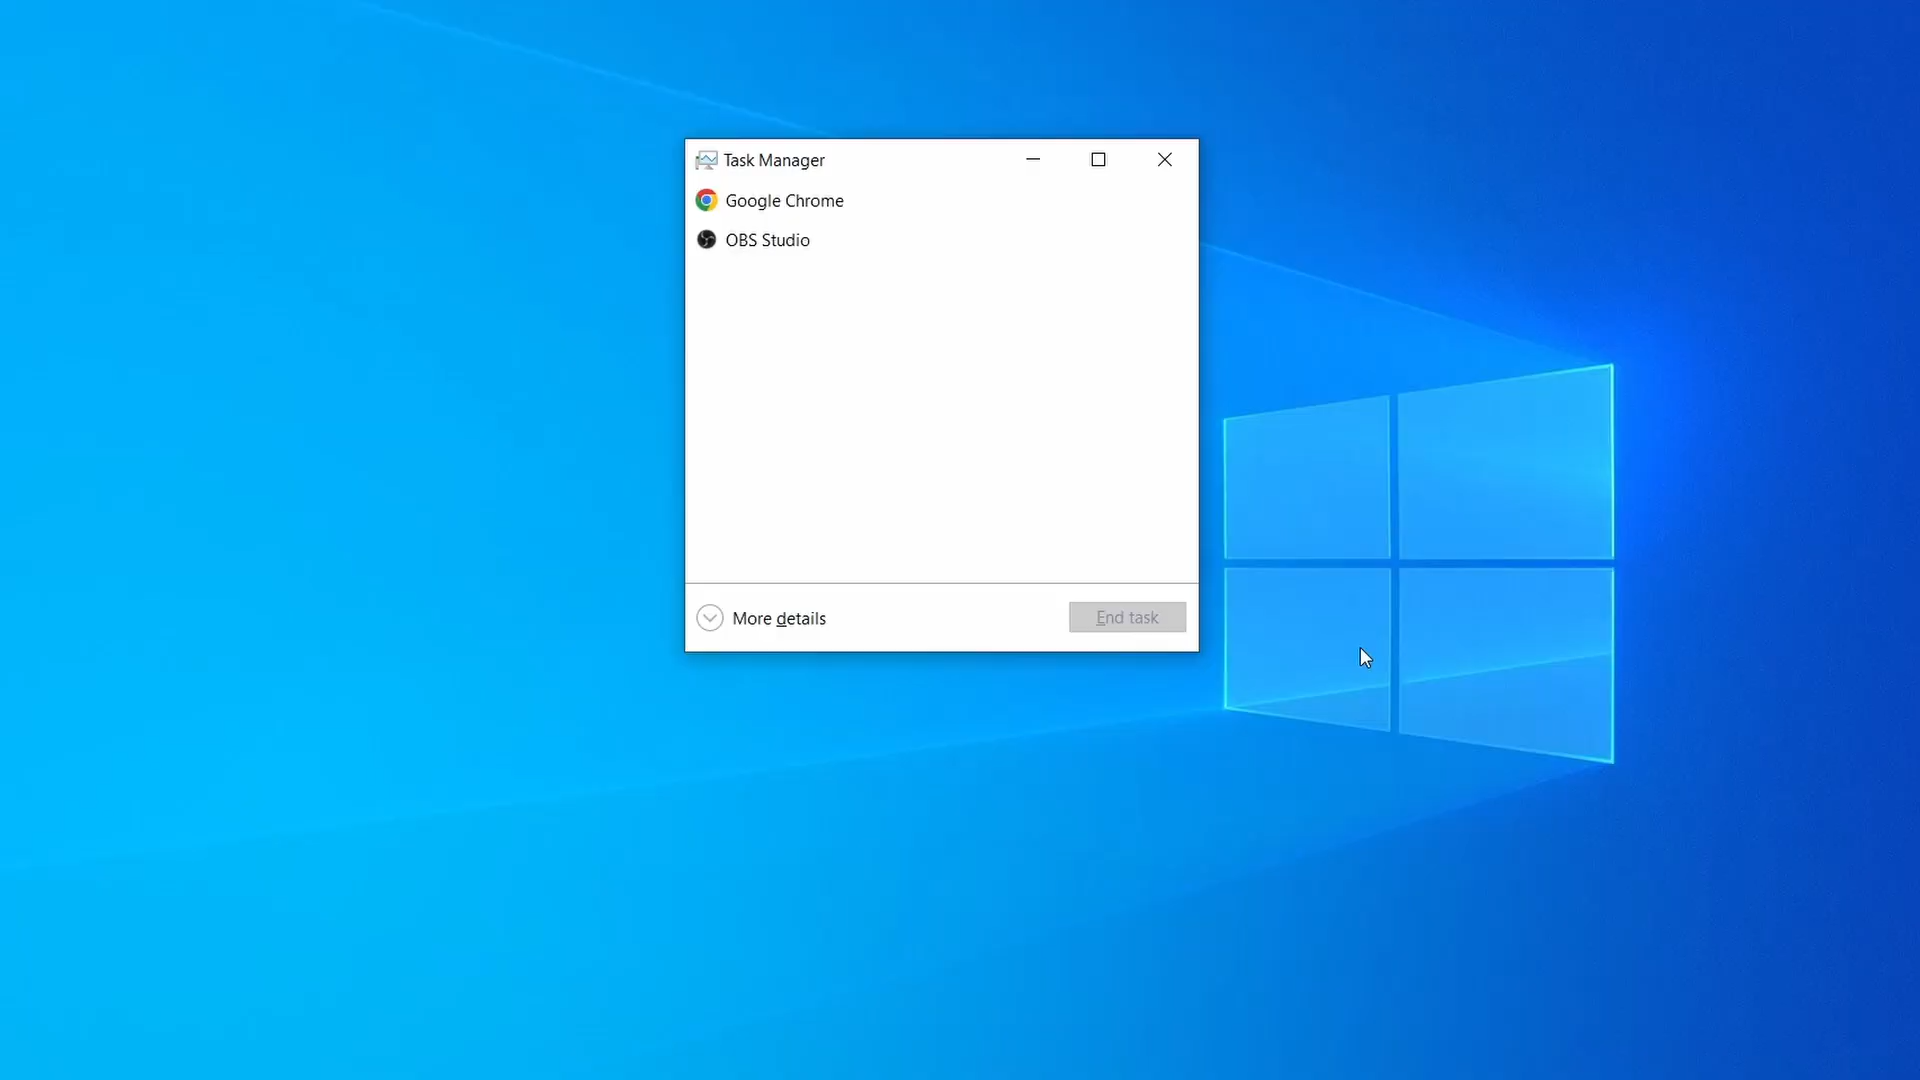 Task Manager
Google Chrome
OBS Studio
More details
End task